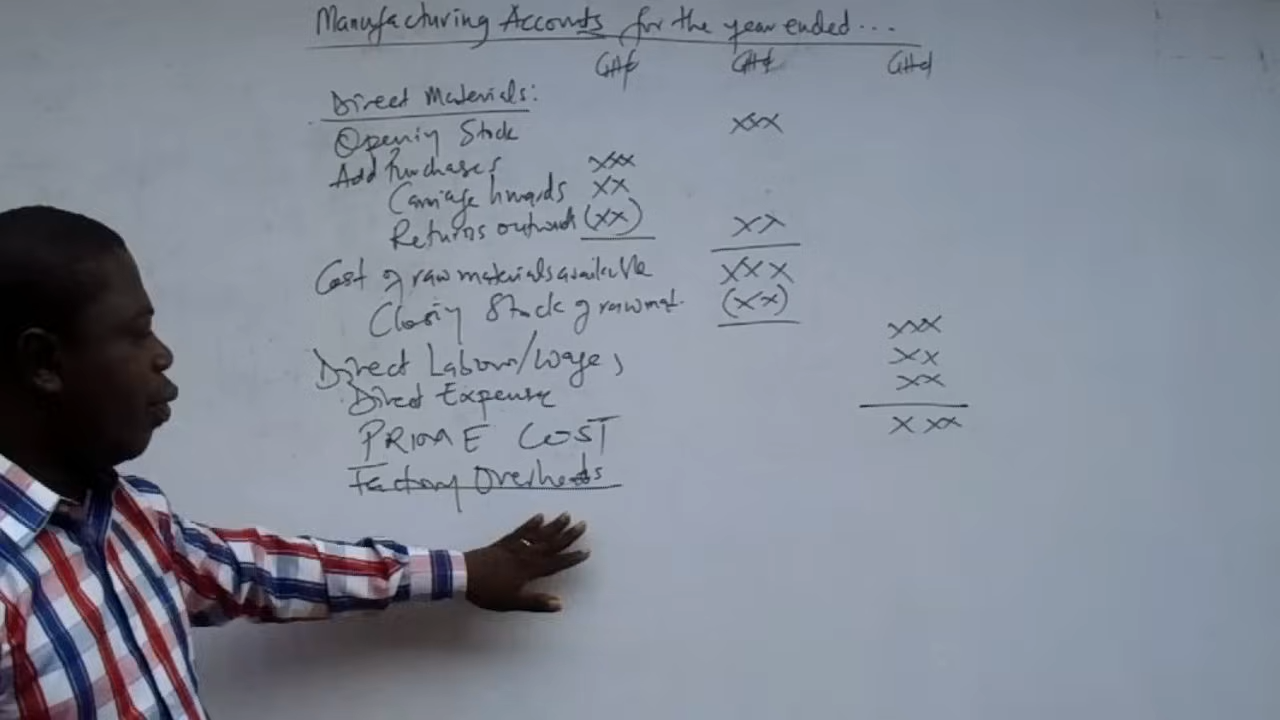 Manufacturing Accounts for the year ended...
GH¢ GH¢ GH¢
Direct Materials:
Opening Stock xxx
Add Purchases xxx
Carriage Inwards xx
Returns outward (xx) xx
Cost of raw materials available xxx
Closing Stock of raw mat. (xx) xxx
Direct Labour/Wages xx
Direct Expense xx
PRIME COST xxx
Factory Overheads